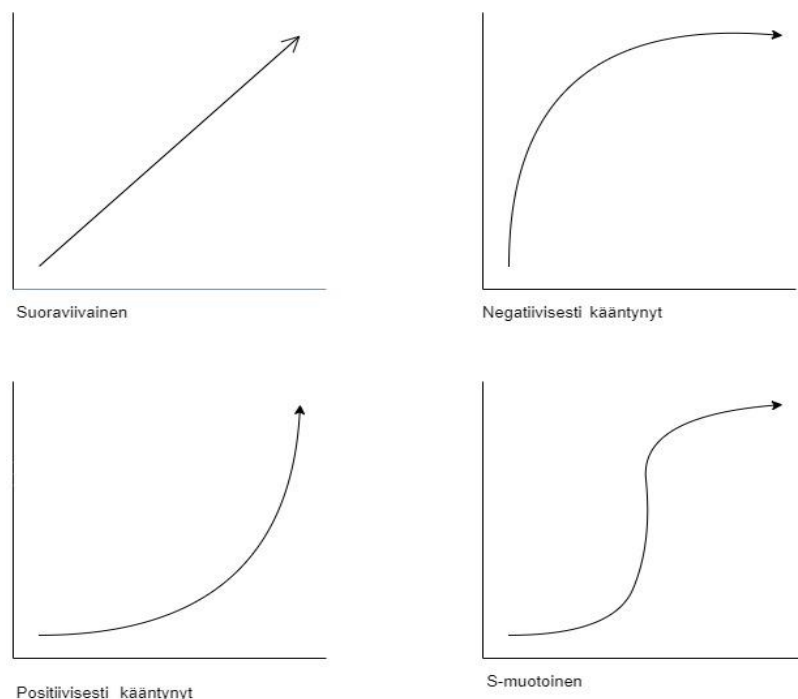 Suoraviivainen
Negatiivisesti kääntynyt
Positiivisesti kääntynyt
S-muotoinen